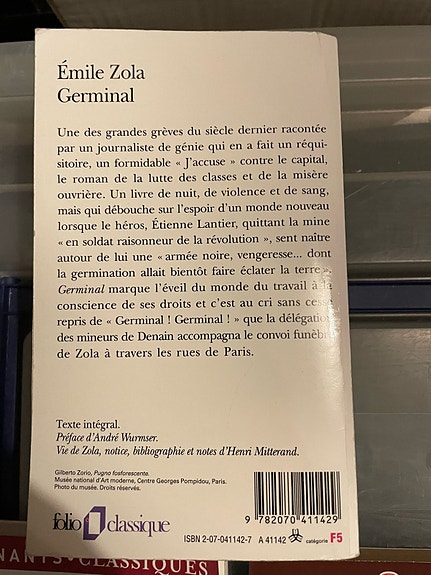 Émile Zola
Germinal
Une des grandes grèves du siècle dernier racontée
par un journaliste de génie qui en a fait un réqui-
sitoire, un formidable « J'accuse » contre le capital,
le roman de la lutte des classes et de la misère
ouvrière. Un livre de nuit, de violence et de sang,
mais qui débouche sur l'espoir d'un monde nouveau
lorsque le héros, Étienne Lantier, quittant la mine
« en soldat raisonneur de la révolution », sent naître
autour de lui une « armée noire, vengeresse... dont
la germination allait bientôt faire éclater la terre ».
Germinal marque l'éveil du monde du travail à la
conscience de ses droits et c'est au cri sans cesse
repris de « Germinal ! Germinal ! » que la délégation
des mineurs de Denain accompagna le convoi funèbre
de Zola à travers les rues de Paris.
Texte intégral.
Préface d'André Wurmser.
Vie de Zola, notice, bibliographie et notes d'Henri Mitterand.
Gilberto Zorio, Pugno fosforescente.
Musée national d'Art moderne, Centre Georges Pompidou, Paris.
Photo du musée. Droits réservés.
9 782070 411429
folio classique
ISBN 2-07-041142-7 A 41142 catégorie F5
NANTS • CLASSIQUES